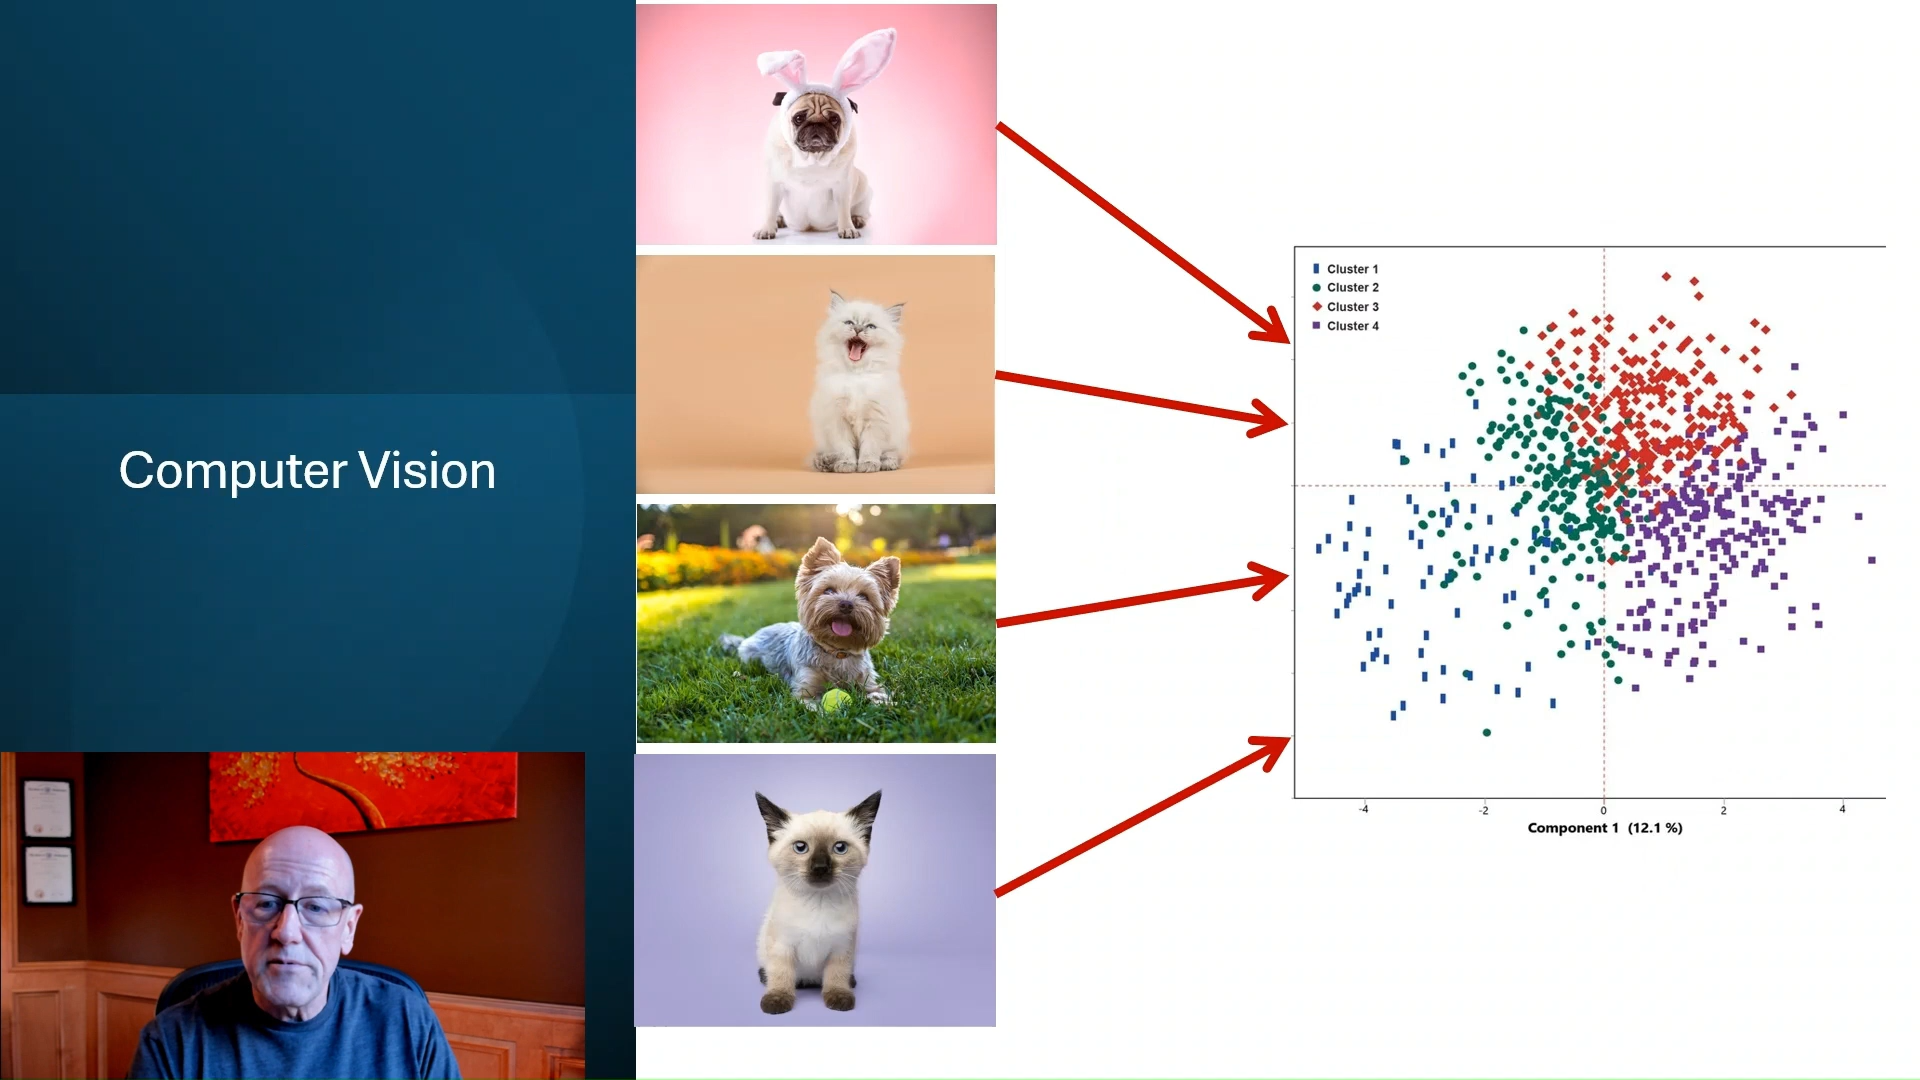 Computer Vision
Cluster 1
Cluster 2
Cluster 3
Cluster 4
-4 -2 0 2 4
Component 1 (12.1 %)